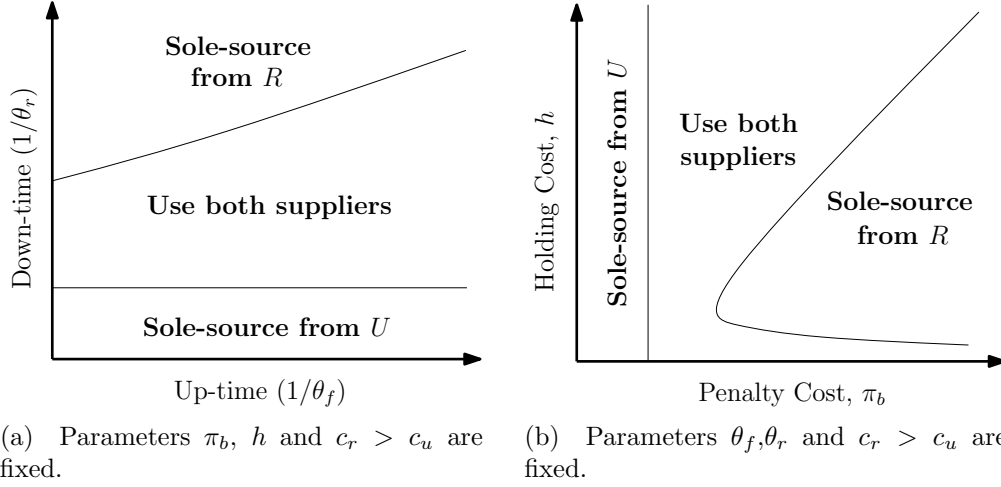 Sole-source
from R
Down-time (1/θr)
Use both suppliers
Sole-source from U
Up-time (1/θf)
(a) Parameters πb, h and cr > cu are
fixed.
Holding Cost, h
Sole-source from U
Use both
suppliers
Sole-source
from R
Penalty Cost, πb
(b) Parameters θf,θr and cr > cu are
fixed.